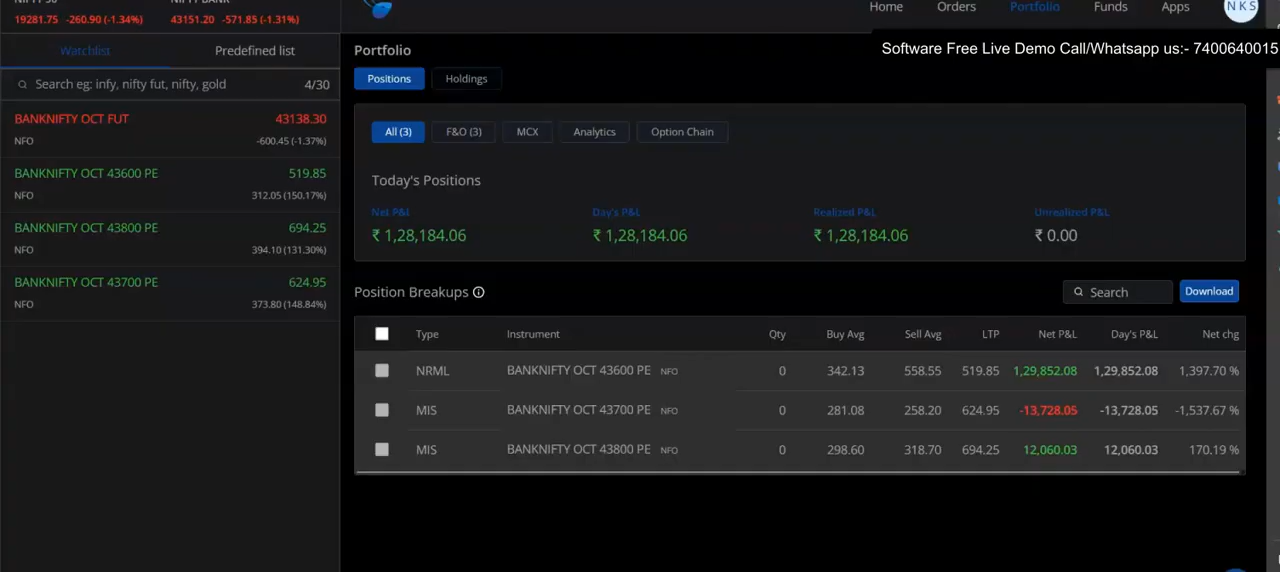 NIFTY 50 NIFTY BANK
19281.75 -260.90 (-1.34%) 43151.20 -571.85 (-1.31%)
Home Orders Portfolio Funds Apps NKS
Watchlist Predefined list
Portfolio
Software Free Live Demo Call/Whatsapp us:- 7400640015
Search eg: infy, nifty fut, nifty, gold 4/30
Positions Holdings
BANKNIFTY OCT FUT 43138.30
NFO -600.45 (-1.37%)
BANKNIFTY OCT 43600 PE 519.85
NFO 312.05 (150.17%)
BANKNIFTY OCT 43800 PE 694.25
NFO 394.10 (131.30%)
BANKNIFTY OCT 43700 PE 624.95
NFO 373.80 (148.84%)
All (3) F&O (3) MCX Analytics Option Chain
Today's Positions
Net P&L Day's P&L Realized P&L Unrealized P&L
₹ 1,28,184.06 ₹ 1,28,184.06 ₹ 1,28,184.06 ₹ 0.00
Position Breakups Search Download
Type Instrument Qty Buy Avg Sell Avg LTP Net P&L Day's P&L Net chg
NRML BANKNIFTY OCT 43600 PE NFO 0 342.13 558.55 519.85 1,29,852.08 1,29,852.08 1,397.70 %
MIS BANKNIFTY OCT 43700 PE NFO 0 281.08 258.20 624.95 -13,728.05 -13,728.05 -1,537.67 %
MIS BANKNIFTY OCT 43800 PE NFO 0 298.60 318.70 694.25 12,060.03 12,060.03 170.19 %